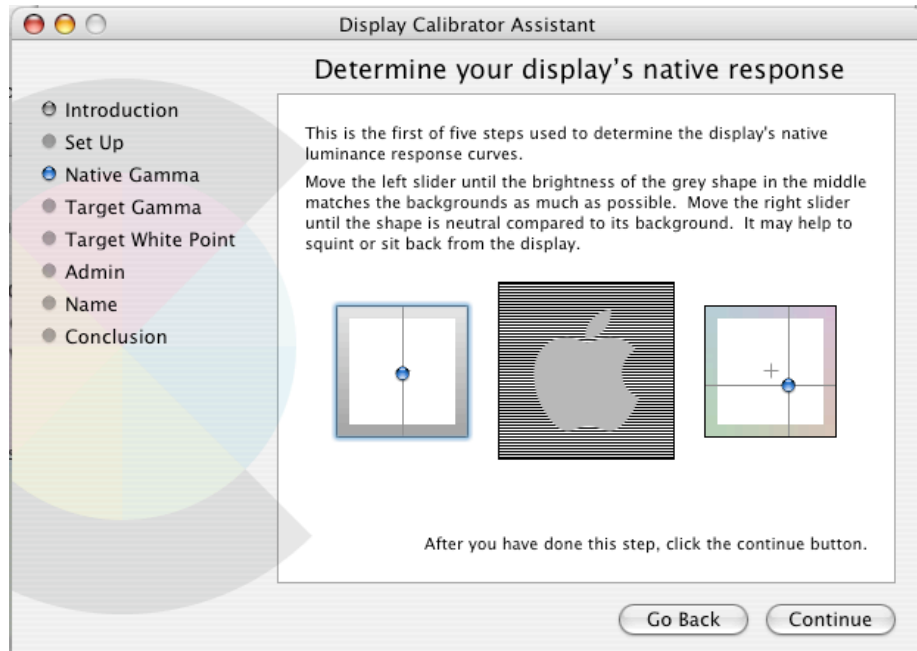 Display Calibrator Assistant
Determine your display's native response
Introduction
Set Up
Native Gamma
Target Gamma
Target White Point
Admin
Name
Conclusion
This is the first of five steps used to determine the display's native
luminance response curves.
Move the left slider until the brightness of the grey shape in the middle
matches the backgrounds as much as possible.  Move the right slider
until the shape is neutral compared to its background.  It may help to
squint or sit back from the display.
After you have done this step, click the continue button.
Go Back
Continue